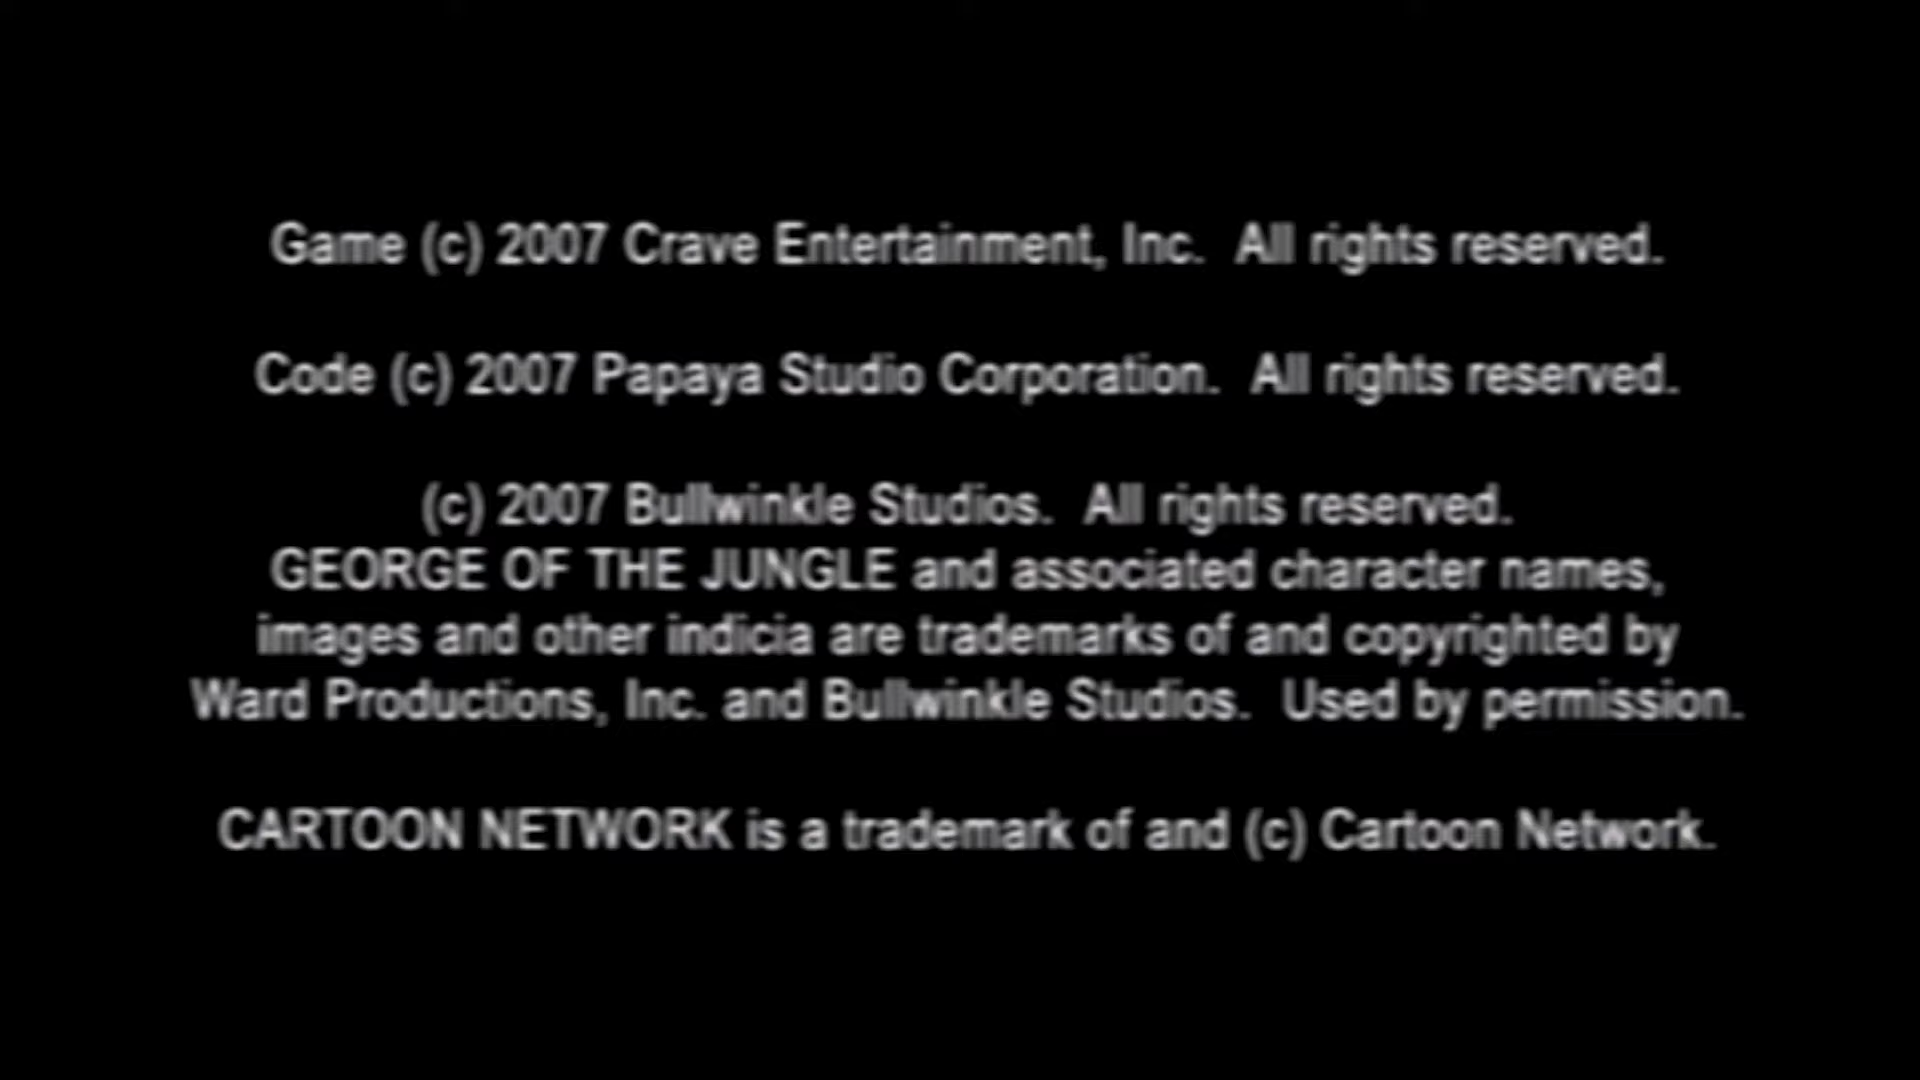 Game (c) 2007 Crave Entertainment, Inc.  All rights reserved.
Code (c) 2007 Papaya Studio Corporation.  All rights reserved.
(c) 2007 Bullwinkle Studios.  All rights reserved.
GEORGE OF THE JUNGLE and associated character names,
images and other indicia are trademarks of and copyrighted by
Ward Productions, Inc. and Bullwinkle Studios.  Used by permission.
CARTOON NETWORK is a trademark of and (c) Cartoon Network.